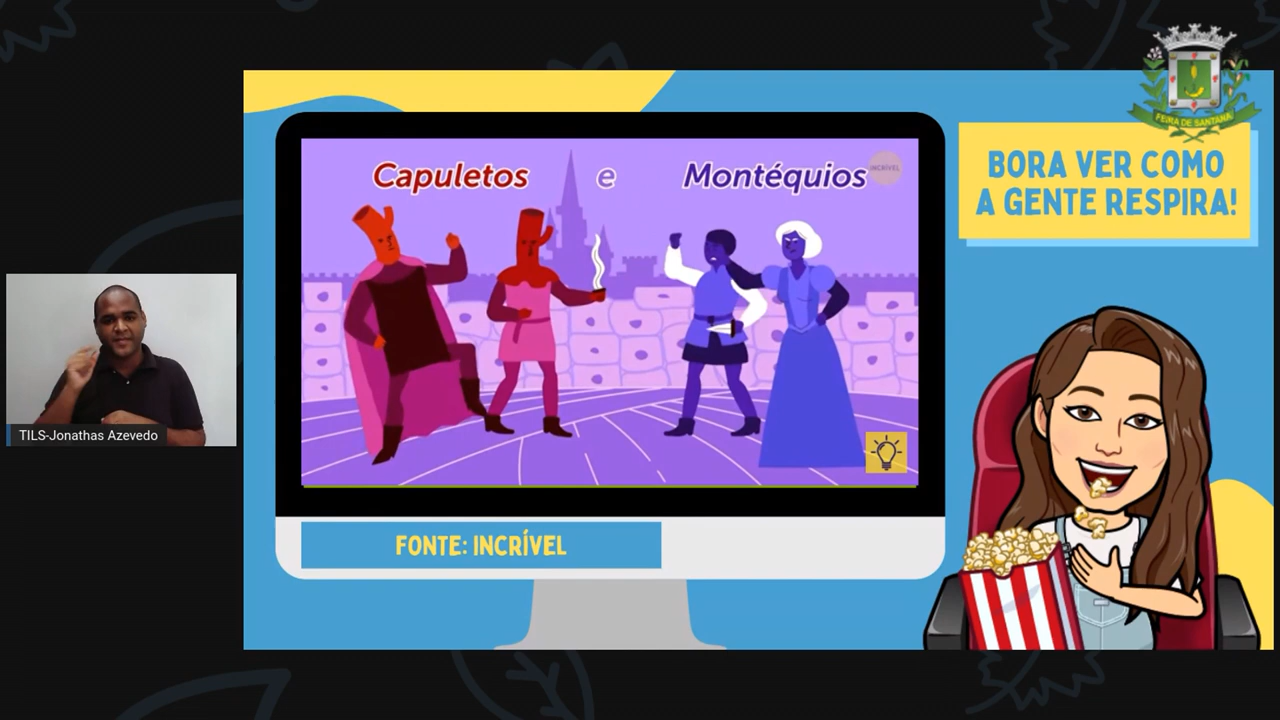 FEIRA DE SANTANA
BORA VER COMO
A GENTE RESPIRA!
Capuletos e Montéquios
INCRÍVEL
TILS-Jonathas Azevedo
FONTE: INCRÍVEL